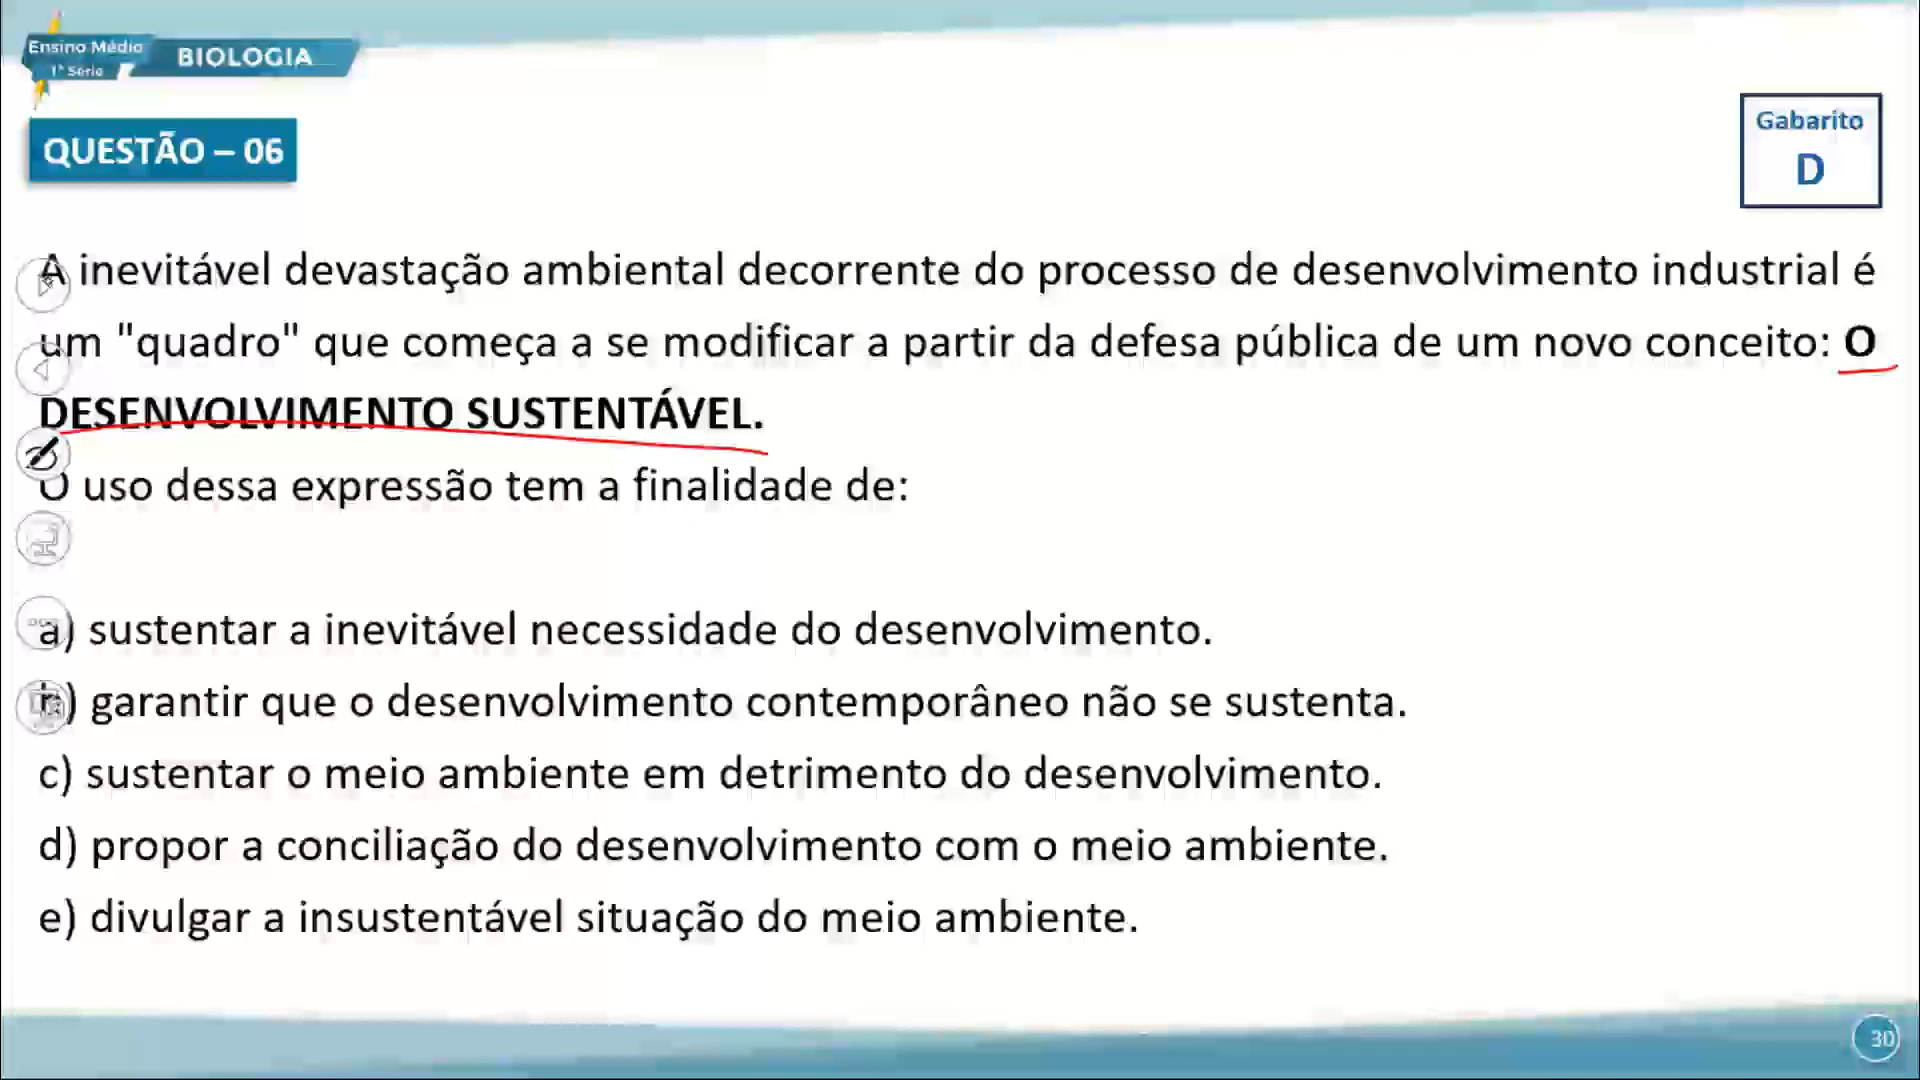 Ensino Médio
1ª Série
BIOLOGIA
QUESTÃO – 06
Gabarito
D
A inevitável devastação ambiental decorrente do processo de desenvolvimento industrial é
um "quadro" que começa a se modificar a partir da defesa pública de um novo conceito: O
DESENVOLVIMENTO SUSTENTÁVEL.
O uso dessa expressão tem a finalidade de:
a) sustentar a inevitável necessidade do desenvolvimento.
b) garantir que o desenvolvimento contemporâneo não se sustenta.
c) sustentar o meio ambiente em detrimento do desenvolvimento.
d) propor a conciliação do desenvolvimento com o meio ambiente.
e) divulgar a insustentável situação do meio ambiente.
30